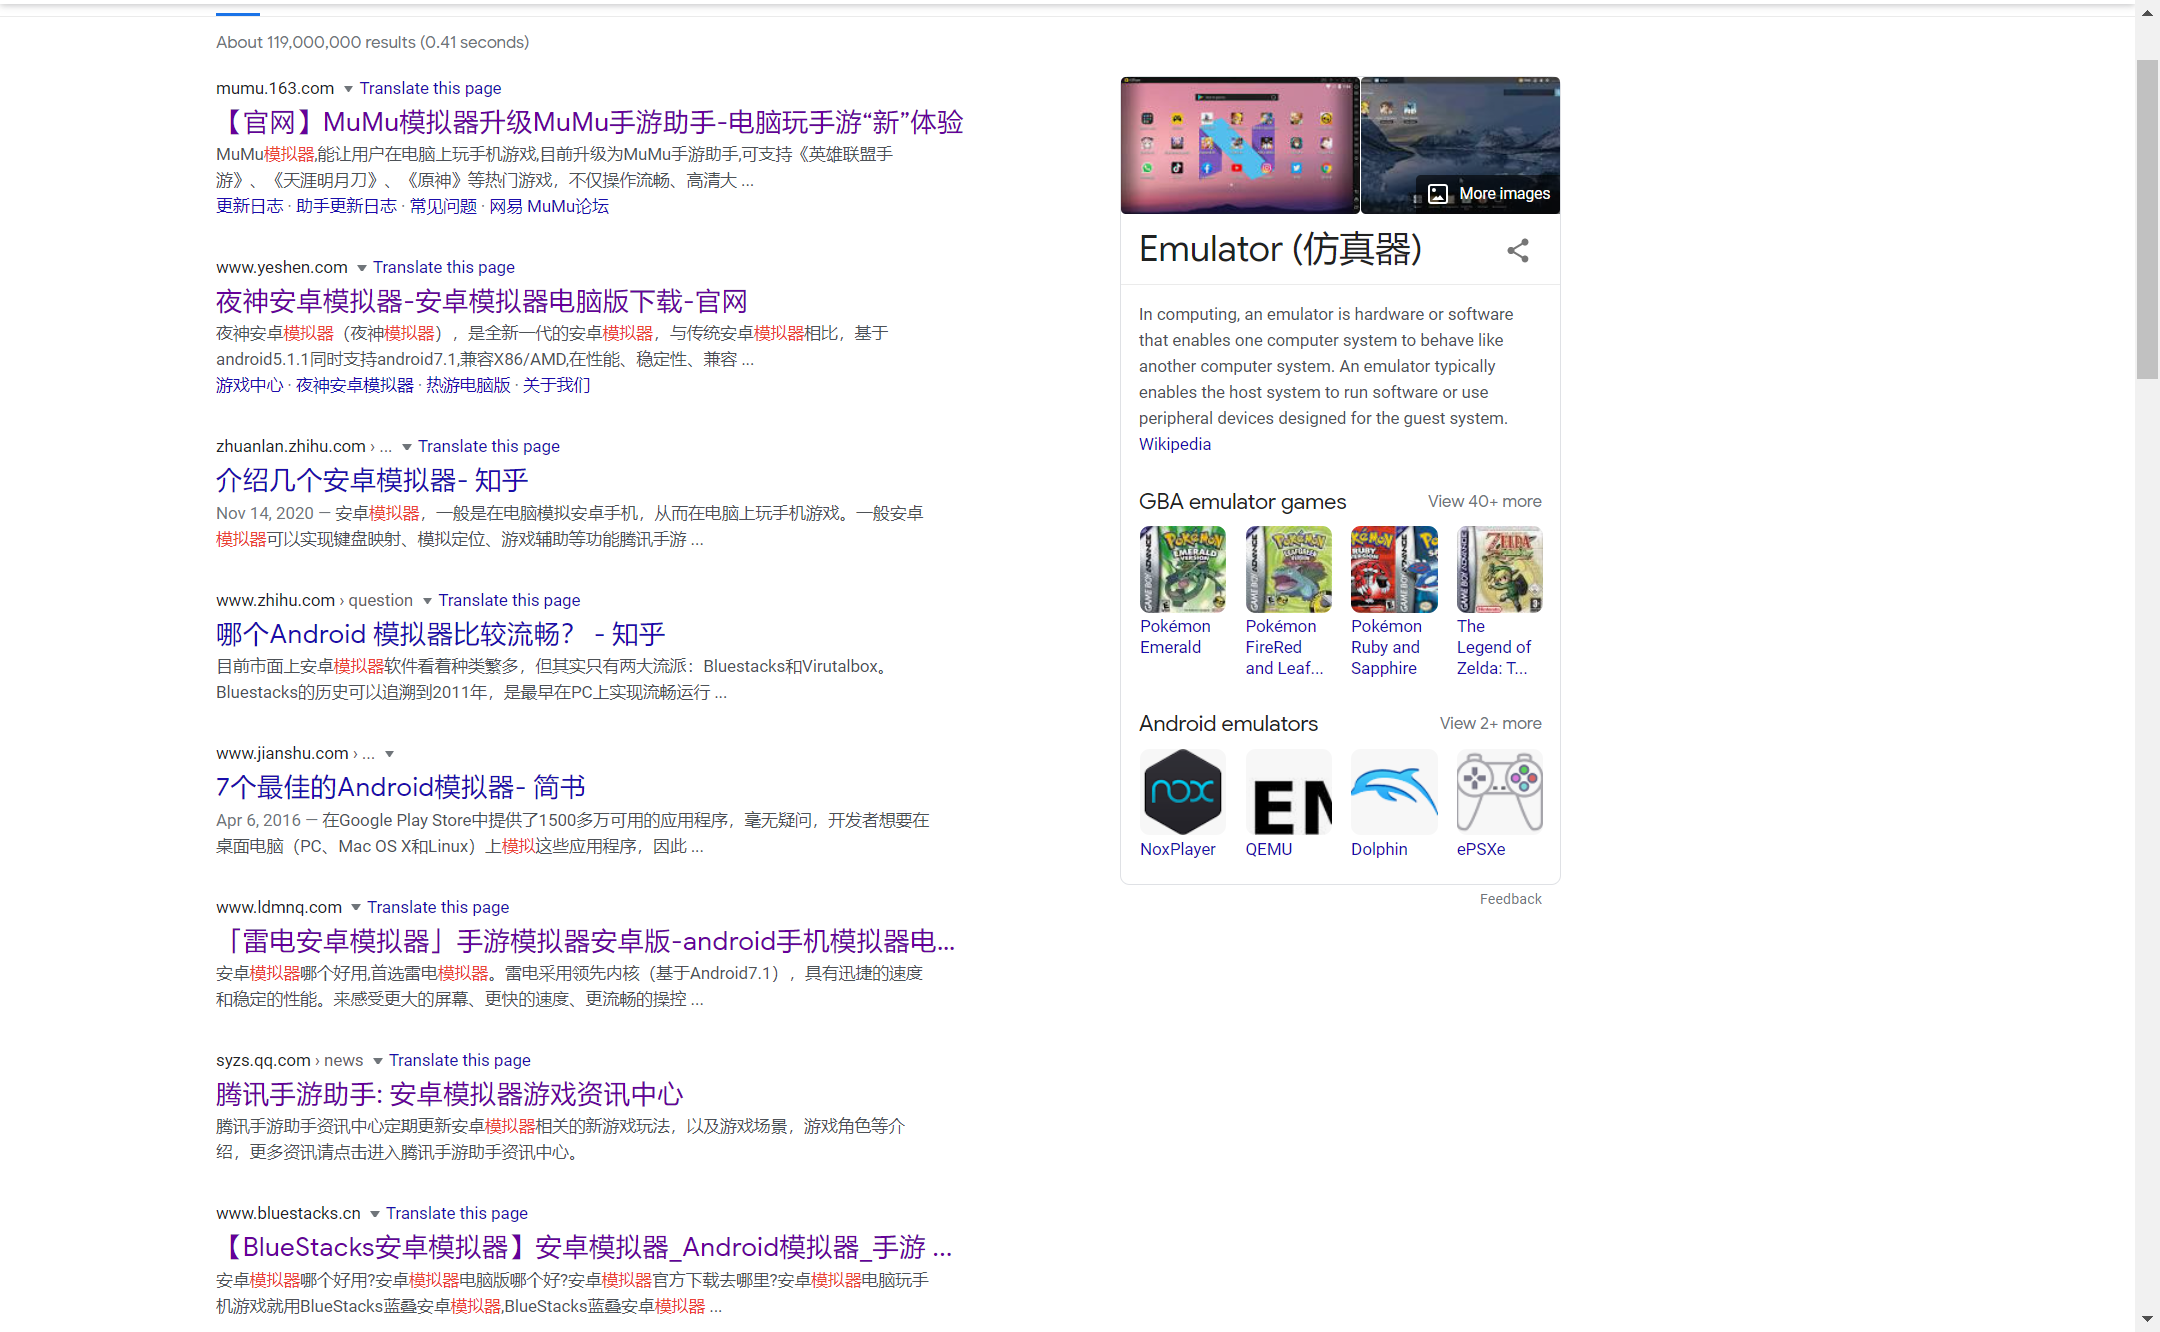 About 119,000,000 results (0.41 seconds)
mumu.163.com Translate this page
【官网】MuMu模拟器升级MuMu手游助手-电脑玩手游“新”体验
MuMu模拟器,能让用户在电脑上玩手机游戏,目前升级为MuMu手游助手,可支持《英雄联盟手
游》、《天涯明月刀》、《原神》等热门游戏，不仅操作流畅、高清大 ...
更新日志 · 助手更新日志 · 常见问题 · 网易 MuMu论坛
www.yeshen.com Translate this page
夜神安卓模拟器-安卓模拟器电脑版下载-官网
夜神安卓模拟器（夜神模拟器），是全新一代的安卓模拟器，与传统安卓模拟器相比，基于
android5.1.1同时支持android7.1,兼容X86/AMD,在性能、稳定性、兼容 ...
游戏中心 · 夜神安卓模拟器 · 热游电脑版 · 关于我们
zhuanlan.zhihu.com › ... Translate this page
介绍几个安卓模拟器- 知乎
Nov 14, 2020 — 安卓模拟器，一般是在电脑模拟安卓手机，从而在电脑上玩手机游戏。一般安卓
模拟器可以实现键盘映射、模拟定位、游戏辅助等功能腾讯手游 ...
www.zhihu.com › question Translate this page
哪个Android 模拟器比较流畅？ - 知乎
目前市面上安卓模拟器软件看着种类繁多，但其实只有两大流派：Bluestacks和Virutalbox。
Bluestacks的历史可以追溯到2011年，是最早在PC上实现流畅运行 ...
www.jianshu.com › ...
7个最佳的Android模拟器- 简书
Apr 6, 2016 — 在Google Play Store中提供了1500多万可用的应用程序，毫无疑问，开发者想要在
桌面电脑（PC、Mac OS X和Linux）上模拟这些应用程序，因此 ...
www.ldmnq.com Translate this page
「雷电安卓模拟器」手游模拟器安卓版-android手机模拟器电...
安卓模拟器哪个好用,首选雷电模拟器。雷电采用领先内核（基于Android7.1），具有迅捷的速度
和稳定的性能。来感受更大的屏幕、更快的速度、更流畅的操控 ...
syzs.qq.com › news Translate this page
腾讯手游助手: 安卓模拟器游戏资讯中心
腾讯手游助手资讯中心定期更新安卓模拟器相关的新游戏玩法，以及游戏场景，游戏角色等介
绍，更多资讯请点击进入腾讯手游助手资讯中心。
www.bluestacks.cn Translate this page
【BlueStacks安卓模拟器】安卓模拟器_Android模拟器_手游 ...
安卓模拟器哪个好用?安卓模拟器电脑版哪个好?安卓模拟器官方下载去哪里?安卓模拟器电脑玩手
机游戏就用BlueStacks蓝叠安卓模拟器,BlueStacks蓝叠安卓模拟器 ...
More images
Emulator (仿真器)
In computing, an emulator is hardware or software
that enables one computer system to behave like
another computer system. An emulator typically
enables the host system to run software or use
peripheral devices designed for the guest system.
Wikipedia
GBA emulator games View 40+ more
POKéMON EMERALD VERSION GAME BOY ADVANCE
POKéMON LEAFGREEN VERSION GAME BOY ADVANCE
RUBY VERSION GAME BOY ADVANCE
ZELDA GAME BOY ADVANCE
Pokémon
Emerald
Pokémon
FireRed
and Leaf...
Pokémon
Ruby and
Sapphire
The
Legend of
Zelda: T...
Android emulators View 2+ more
nox
EM
NoxPlayer QEMU Dolphin ePSXe
Feedback